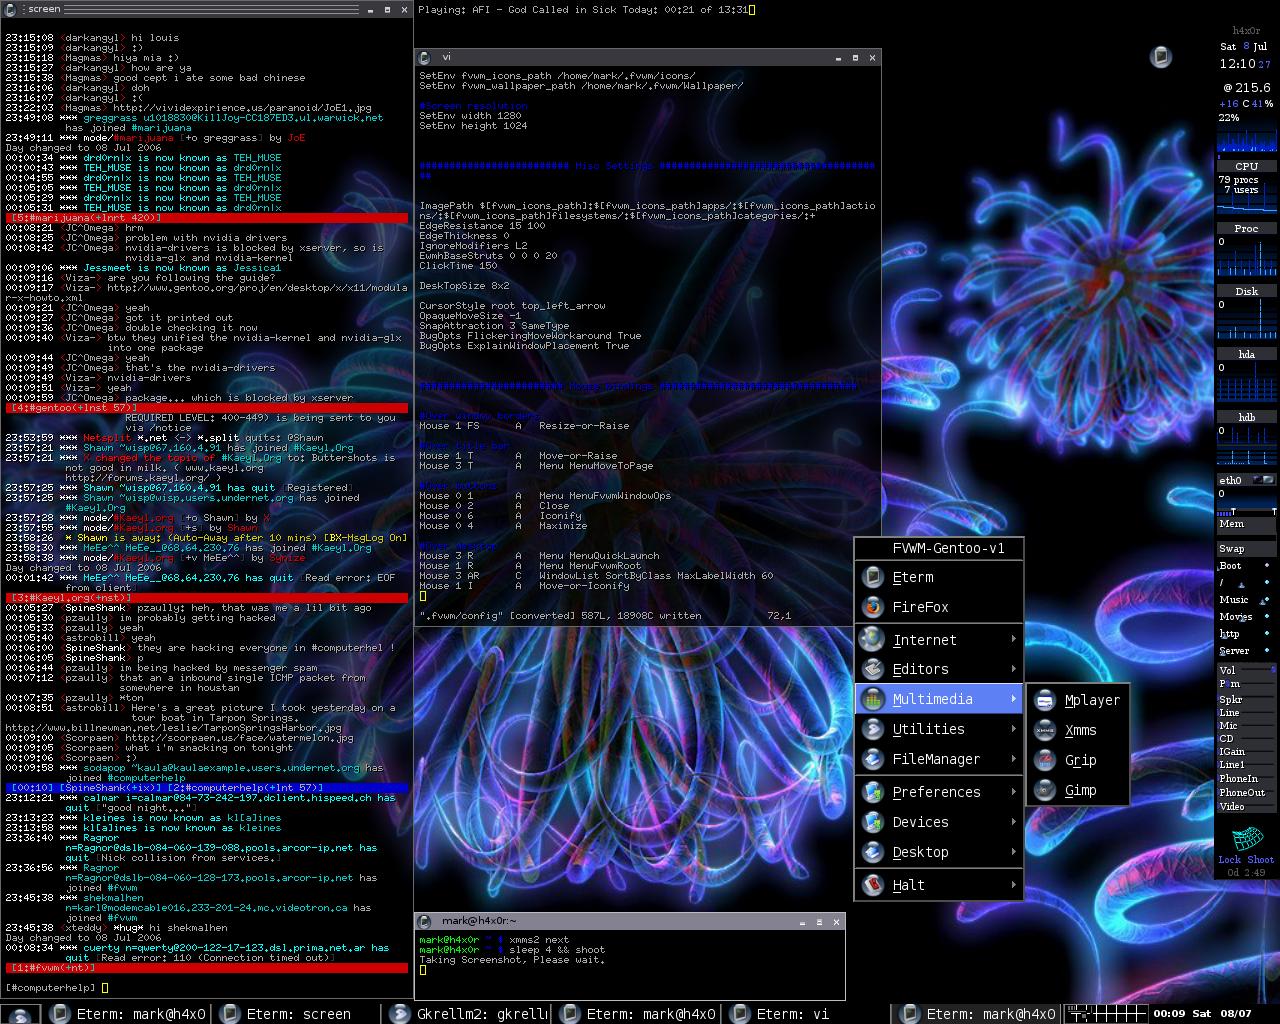 screen
23:15:08 <darkangyl> hi louis
23:15:09 <darkangyl> :)
23:15:18 <Magmas> hiya mia :)
23:15:27 <darkangyl> how are ya
23:15:38 <Magmas> good cept i ate some bad chinese
23:16:06 <darkangyl> doh
23:16:07 <darkangyl> :(
23:22:03 <Magmas> http://vividexpirience.us/paranoid/JoE1.jpg
23:49:08 *** greggrass u1018830@KillJoy-CC187ED3.ul.warwick.net
has joined #marijuana
23:49:11 *** mode/#marijuana [+o greggrass] by JoE
Day changed to 08 Jul 2006
00:00:34 *** drd0rn|x is now known as TEH_MUSE
00:00:43 *** TEH_MUSE is now known as drd0rn|x
00:04:55 *** drd0rn|x is now known as TEH_MUSE
00:05:05 *** TEH_MUSE is now known as drd0rn|x
00:05:29 *** drd0rn|x is now known as TEH_MUSE
00:05:31 *** TEH_MUSE is now known as drd0rn|x
[5:#marijuana(+lnrt 420)]
00:08:21 <JC^Omega> hrm
00:08:25 <JC^Omega> problem with nvidia drivers
00:08:42 <JC^Omega> nvidia-drivers is blocked by xserver, so is
nvidia-glx and nvidia-kernel
00:09:06 *** Jessmeet is now known as Jessica1
00:09:16 <Viza-> are you following the guide?
00:09:17 <Viza-> http://www.gentoo.org/proj/en/desktop/x/x11/modula
r-x-howto.xml
00:09:21 <JC^Omega> yeah
00:09:27 <JC^Omega> got it printed out
00:09:36 <JC^Omega> double checking it now
00:09:40 <Viza-> btw they unified the nvidia-kernel and nvidia-glx
into one package
00:09:44 <JC^Omega> yeah
00:09:49 <JC^Omega> that's the nvidia-drivers
00:09:49 <Viza-> nvidia-drivers
00:09:51 <Viza-> yeah
00:09:59 <JC^Omega> package... which is blocked by xserver
[4:#gentoo(+lnst 57)]
REQUIRED LEVEL: 400-449) is being sent to you
via /notice
23:53:59 *** Netsplit *.net <-> *.split quits: @Shawn
23:57:21 *** Shawn ~wisp@67.160.4.91 has joined #Kaeyl.Org
23:57:21 *** X changed the topic of #Kaeyl.Org to: Buttershots is
not good in milk. ( www.kaeyl.org
http://forums.kaeyl.org/ )
23:57:25 *** Shawn ~wisp@67.160.4.91 has quit [Registered]
23:57:25 *** Shawn ~wisp@wisp.users.undernet.org has joined
#Kaeyl.Org
23:57:28 *** mode/#Kaeyl.org [+o Shawn] by X
23:57:55 *** mode/#Kaeyl.org [+s] by Shawn
23:58:26 * Shawn is away: (Auto-Away after 10 mins) [BX-MsgLog On]
23:58:30 *** MeEe^^ MeEe__@68.64.230.76 has joined #Kaeyl.Org
23:58:38 *** mode/#Kaeyl.org [+v MeEe^^] by Synize
Day changed to 08 Jul 2006
00:01:42 *** MeEe^^ MeEe__@68.64.230.76 has quit [Read error: EOF
from client]
[3:#Kaeyl.org(+nst)]
00:05:27 <SpineShank> pzaully: heh, that was me a lil bit ago
00:05:30 <pzaully> im probably getting hacked
00:05:33 <pzaully> yeah
00:05:40 <astrobill> yeah
00:06:00 <SpineShank> they are hacking everyone in #computerhel !
00:06:05 <SpineShank> p
00:06:44 <pzaully> im being hacked by messenger spam
00:07:12 <pzaully> that an a inbound single ICMP packet from
somewhere in houstan
00:07:35 <pzaully> *ton
00:08:51 <astrobill> Here's a great picture I took yesterday on a
tour boat in Tarpon Springs.
http://www.billnewman.net/leslie/TarponSpringsHarbor.jpg
00:09:00 <Scorpaen> http://scorpaen.us/face/watermelon.jpg
00:09:05 <Scorpaen> what i'm snacking on tonight
00:09:06 <Scorpaen> :)
00:09:58 *** sodapop ~kaula@kaulaexample.users.undernet.org has
joined #computerhelp
[00:10] [SpineShank(+ix)] [2:#computerhelp(+lnt 57)]
23:12:21 *** calmar i=calmar@84-73-242-197.dclient.hispeed.ch has
quit ["good night..."]
23:13:23 *** kleines is now known as kl[a]ines
23:13:58 *** kl[a]ines is now known as kleines
23:36:40 *** Ragnor
n=Ragnor@dslb-084-060-139-088.pools.arcor-ip.net has
quit [Nick collision from services.]
23:36:56 *** Ragnor
n=Ragnor@dslb-084-060-128-173.pools.arcor-ip.net has
joined #fvwm
23:45:38 *** shekmalhen
n=karl@modemcable016.233-201-24.mc.videotron.ca has
joined #fvwm
23:45:38 <xteddy> *hug* hi shekmalhen
Day changed to 08 Jul 2006
00:08:34 *** cuerty n=qwerty@200-122-17-123.dsl.prima.net.ar has
quit [Read error: 110 (Connection timed out)]
[1:#fvwm(+nt)]
[#computerhelp]
Playing: AFI - God Called in Sick Today: 00:21 of 13:31
vi
SetEnv fvwm_icons_path /home/mark/.fvwm/icons/
SetEnv fvwm_wallpaper_path /home/mark/.fvwm/Wallpaper/
#Screen resolution
SetEnv width 1280
SetEnv height 1024
Misc Settings
##
ImagePath $[fvwm_icons_path]:$[fvwm_icons_path]apps/:$[fvwm_icons_path]actio
ns/:$[fvwm_icons_path]filesystems/:$[fvwm_icons_path]categories/:+
EdgeResistance 15 100
EdgeThickness 0
IgnoreModifiers L2
EwmhBaseStruts 0 0 0 20
ClickTime 150
DeskTopSize 8x2
CursorStyle root top_left_arrow
OpaqueMoveSize -1
SnapAttraction 3 SameType
BugOpts FlickeringMoveWorkaround True
BugOpts ExplainWindowPlacement True
Mouse bindings
#Over window borders
Mouse 1 FS A Resize-or-Raise
#Over title-bar
Mouse 1 T A Move-or-Raise
Mouse 3 T A Menu MenuMoveToPage
#Over buttons
Mouse 0 1 A Menu MenuFvwmWindowOps
Mouse 0 2 A Close
Mouse 0 6 A Iconify
Mouse 0 4 A Maximize
#Over desktop
Mouse 3 R A Menu MenuQuickLaunch
Mouse 1 R A Menu MenuFvwmRoot
Mouse 3 AR C WindowList SortByClass MaxLabelWidth 60
Mouse 1 I A Move-or-Iconify
".fvwm/config" [converted] 587L, 18908C written 72,1
FVWM-Gentoo-v1
Eterm
FireFox
Internet
Editors
Multimedia
Utilities
FileManager
Preferences
Devices
Desktop
Halt
Mplayer
Xmms
Grip
Gimp
mark@h4x0r:~
mark@h4x0r ~ $ xmms2 next
mark@h4x0r ~ $ sleep 4 && shoot
Taking Screenshot, Please wait.
h4x0r
Sat 8 Jul
12:10 27
@ 215.6
+16 C 41 %
22%
CPU
79 procs
7 users
Proc
0
Disk
0
hda
0
hdb
0
eth0
0
Mem
Swap
Boot
/
Music
Movies
http
Server
Vol
Pcm
Spkr
Line
Mic
CD
IGain
Line1
PhoneIn
PhoneOut
Video
Lock Shoot
0d 2:49
Eterm: mark@h4x0
Eterm: screen
Gkrellm2: gkrell
Eterm: mark@h4x0
Eterm: vi
Eterm: mark@h4x0
00:09 Sat 08/07